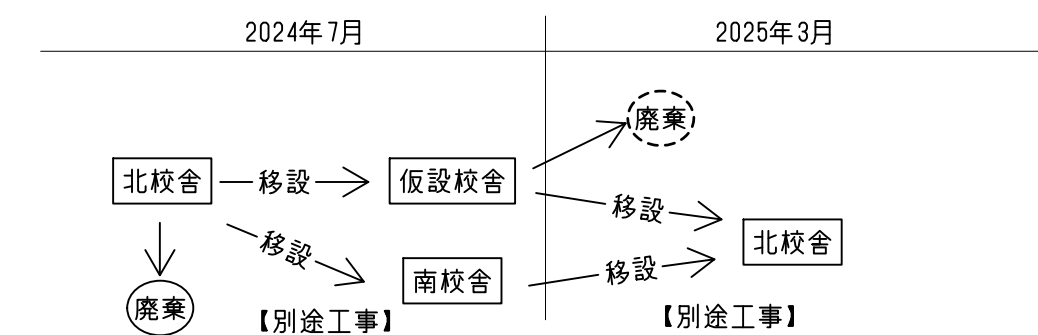 2024年7月
2025年3月
廃棄
北校舎
移設
仮設校舎
移設
北校舎
移設
南校舎
移設
廃棄
【別途工事】
【別途工事】